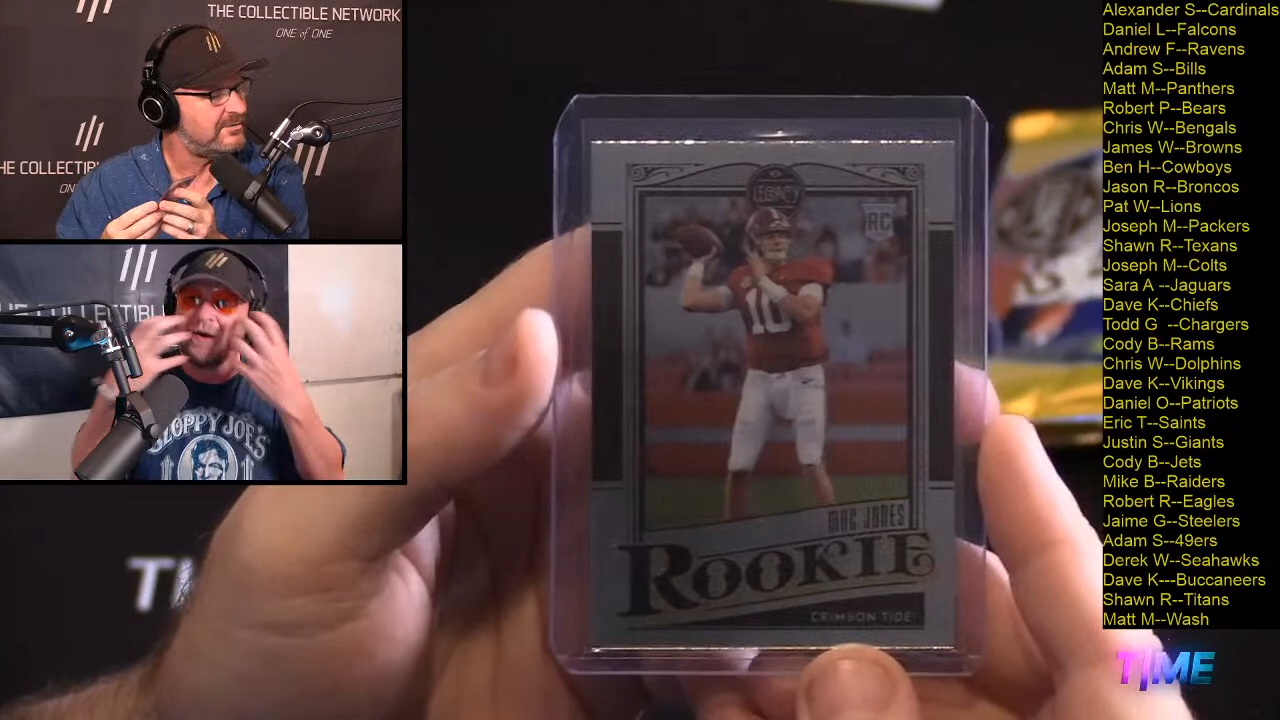 THE COLLECTIBLE NETWORK
ONE of ONE
THE COLLECTIB
ON
THE COLLECTIBL
SLOPPY JOE'S
LEGACY
RC
10
MAC JONES
ROOKIE
CRIMSON TIDE
TI
Alexander S--Cardinals
Daniel L--Falcons
Andrew F--Ravens
Adam S--Bills
Matt M--Panthers
Robert P--Bears
Chris W--Bengals
James W--Browns
Ben H--Cowboys
Jason R--Broncos
Pat W--Lions
Joseph M--Packers
Shawn R--Texans
Joseph M--Colts
Sara A --Jaguars
Dave K--Chiefs
Todd G --Chargers
Cody B--Rams
Chris W--Dolphins
Dave K--Vikings
Daniel O--Patriots
Eric T--Saints
Justin S--Giants
Cody B--Jets
Mike B--Raiders
Robert R--Eagles
Jaime G--Steelers
Adam S--49ers
Derek W--Seahawks
Dave K---Buccaneers
Shawn R--Titans
Matt M--Wash
TIME